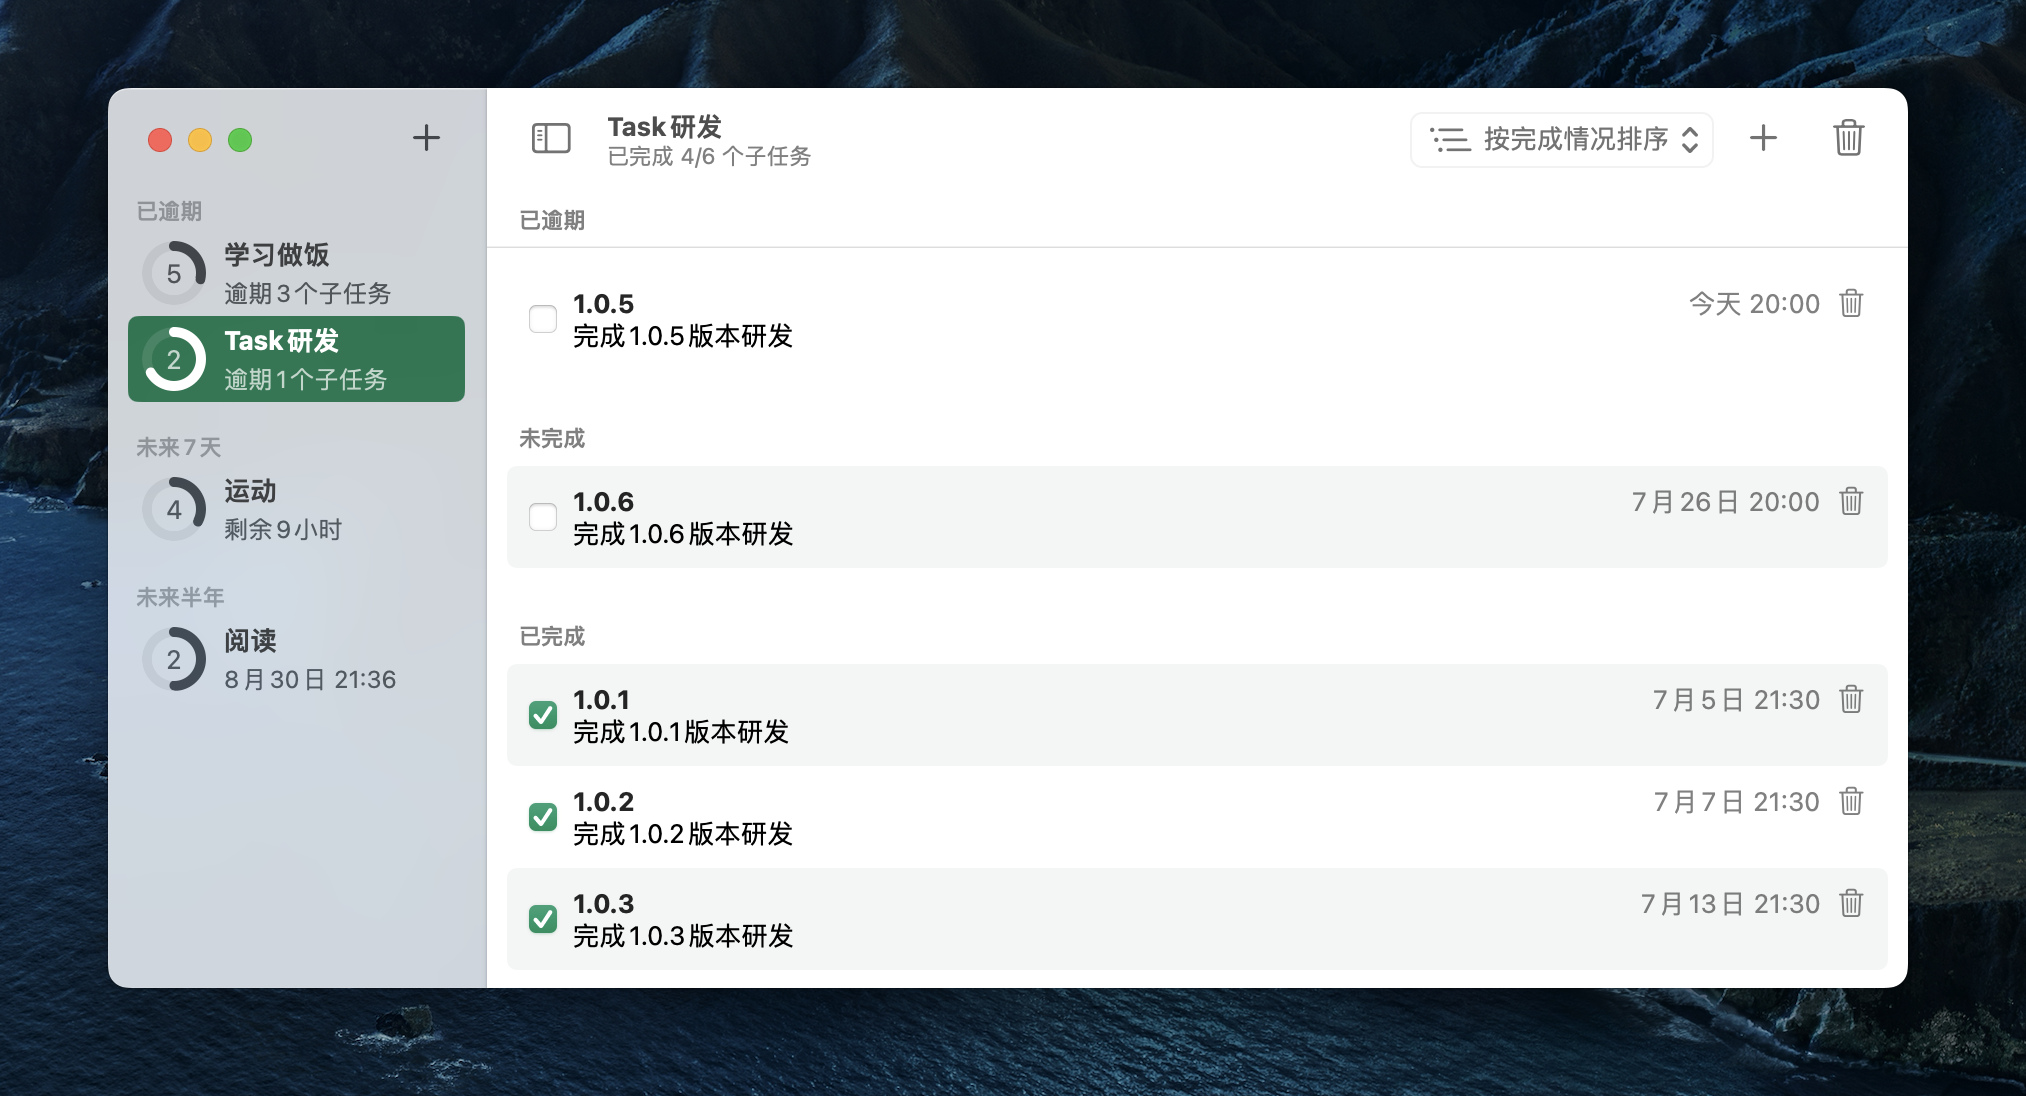 已逾期
5
学习做饭
逾期3个子任务
2
Task研发
逾期1个子任务
未来7天
4
运动
剩余9小时
未来半年
2
阅读
8月30日 21:36
Task研发
已完成 4/6 个子任务
按完成情况排序
已逾期
1.0.5
今天 20:00
完成1.0.5版本研发
未完成
1.0.6
7月26日 20:00
完成1.0.6版本研发
已完成
1.0.1
7月5日 21:30
完成1.0.1版本研发
1.0.2
7月7日 21:30
完成1.0.2版本研发
1.0.3
7月13日 21:30
完成1.0.3版本研发